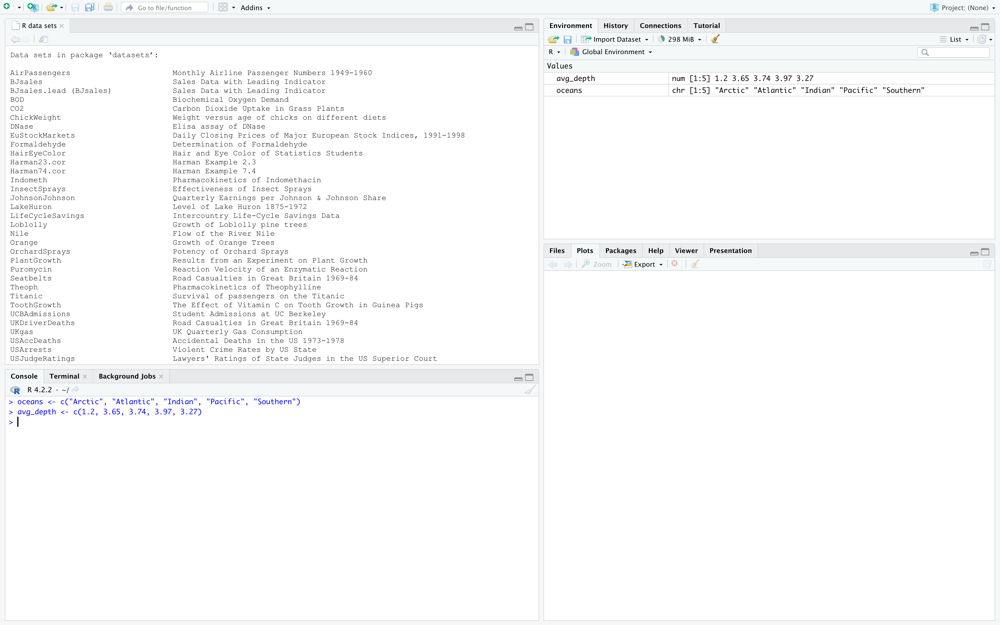 Go to file/function
Addins
Project: (None)
R data sets
Data sets in package ‘datasets’:
AirPassengers Monthly Airline Passenger Numbers 1949-1960
BJsales Sales Data with Leading Indicator
BJsales.lead (BJsales) Sales Data with Leading Indicator
BOD Biochemical Oxygen Demand
CO2 Carbon Dioxide Uptake in Grass Plants
ChickWeight Weight versus age of chicks on different diets
DNase Elisa assay of DNase
EuStockMarkets Daily Closing Prices of Major European Stock Indices, 1991-1998
Formaldehyde Determination of Formaldehyde
HairEyeColor Hair and Eye Color of Statistics Students
Harman23.cor Harman Example 2.3
Harman74.cor Harman Example 7.4
Indometh Pharmacokinetics of Indomethacin
InsectSprays Effectiveness of Insect Sprays
JohnsonJohnson Quarterly Earnings per Johnson & Johnson Share
LakeHuron Level of Lake Huron 1875-1972
LifeCycleSavings Intercountry Life-Cycle Savings Data
Loblolly Growth of Loblolly pine trees
Nile Flow of the River Nile
Orange Growth of Orange Trees
OrchardSprays Potency of Orchard Sprays
PlantGrowth Results from an Experiment on Plant Growth
Puromycin Reaction Velocity of an Enzymatic Reaction
Seatbelts Road Casualties in Great Britain 1969-84
Theoph Pharmacokinetics of Theophylline
Titanic Survival of passengers on the Titanic
ToothGrowth The Effect of Vitamin C on Tooth Growth in Guinea Pigs
UCBAdmissions Student Admissions at UC Berkeley
UKDriverDeaths Road Casualties in Great Britain 1969-84
UKgas UK Quarterly Gas Consumption
USAccDeaths Accidental Deaths in the US 1973-1978
USArrests Violent Crime Rates by US State
USJudgeRatings Lawyers' Ratings of State Judges in the US Superior Court
Console Terminal Background Jobs
R 4.2.2 · ~/
> oceans <- c("Arctic", "Atlantic", "Indian", "Pacific", "Southern")
> avg_depth <- c(1.2, 3.65, 3.74, 3.97, 3.27)
>
Environment History Connections Tutorial
Import Dataset 298 MiB List
R Global Environment
Values
avg_depth num [1:5] 1.2 3.65 3.74 3.97 3.27
oceans chr [1:5] "Arctic" "Atlantic" "Indian" "Pacific" "Southern"
Files Plots Packages Help Viewer Presentation
Zoom Export